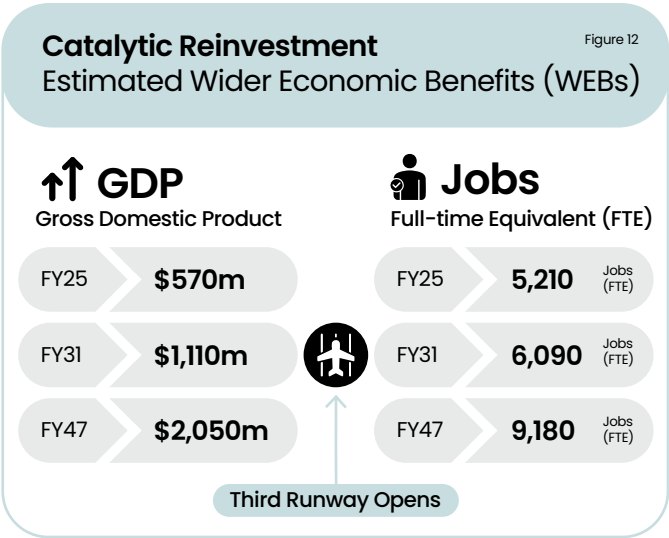 Catalytic Reinvestment
Figure 12
Estimated Wider Economic Benefits (WEBs)
GDP
Gross Domestic Product
FY25 $570m
FY31 $1,110m
FY47 $2,050m
Jobs
Full-time Equivalent (FTE)
FY25 5,210 Jobs
(FTE)
FY31 6,090 Jobs
(FTE)
FY47 9,180 Jobs
(FTE)
Third Runway Opens